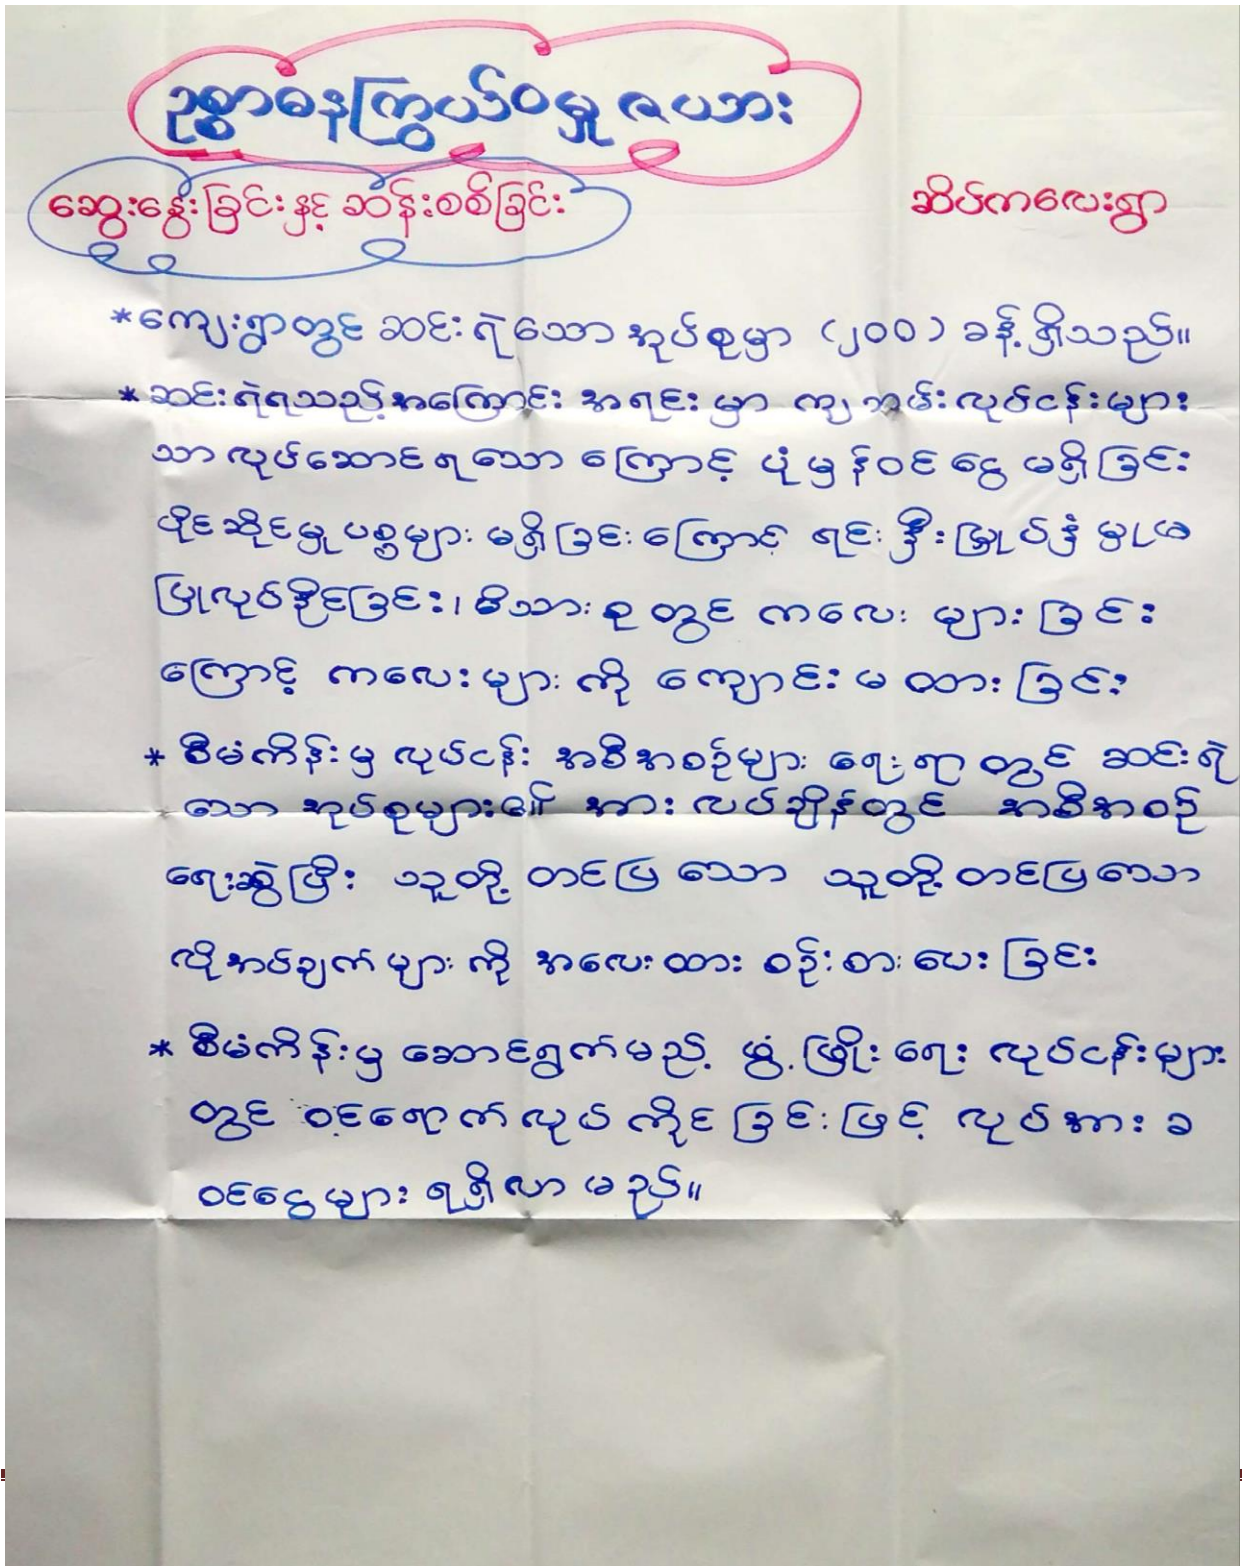 ဥစ္စာဓနကြွယ်ဝမှုဇယား
ဆွေးနွေးခြင်းနှင့် ဆန်းစစ်ခြင်း
ဆိပ်ကလေးရွာ
* ကျေးရွာတွင် ဆင်းရဲသော အုပ်စုမှာ (၂၀၀) ခန့် ရှိသည်။
* ဆင်းရဲရသည့်အကြောင်း အရင်း မှာ ကျဘမ်းလုပ်ငန်းများ
သာ လုပ်ဆောင်ရသော ကြောင့် ပုံမှန်ဝင်ငွေ မရှိခြင်း
ပိုင်ဆိုင်မှုပစ္စများ မရှိခြင်းကြောင့် ရင်းနှီးမြှုပ်နှံမှုမ
ပြုလုပ်နိုင်ခြင်း၊ မိသားစုတွင် ကလေး များခြင်း
ကြောင့် ကလေးများကို ကျောင်းမထားခြင်း
* စီမံကိန်းမှ လုပ်ငန်း အစီအစဉ်များ ရေးရာတွင် ဆင်းရဲ
သော အုပ်စုများ၏ အားလပ်ချိန်တွင် အစီအစဉ်
ရေးဆွဲပြီး သူတို့ တင်ပြသော သူတို့ တင်ပြသော
လိုအပ်ချက်များကို အလေးထား စဉ်းစားပေးခြင်း
* စီမံကိန်းမှ ဆောင်ရွက်မည့် ဖွံ့ဖြိုးရေး လုပ်ငန်းများ
တွင် ဝင်ရောက်လုပ်ကိုင်ခြင်းဖြင့် လုပ်အားခ
ဝင်ငွေများ ရရှိလာမည်။